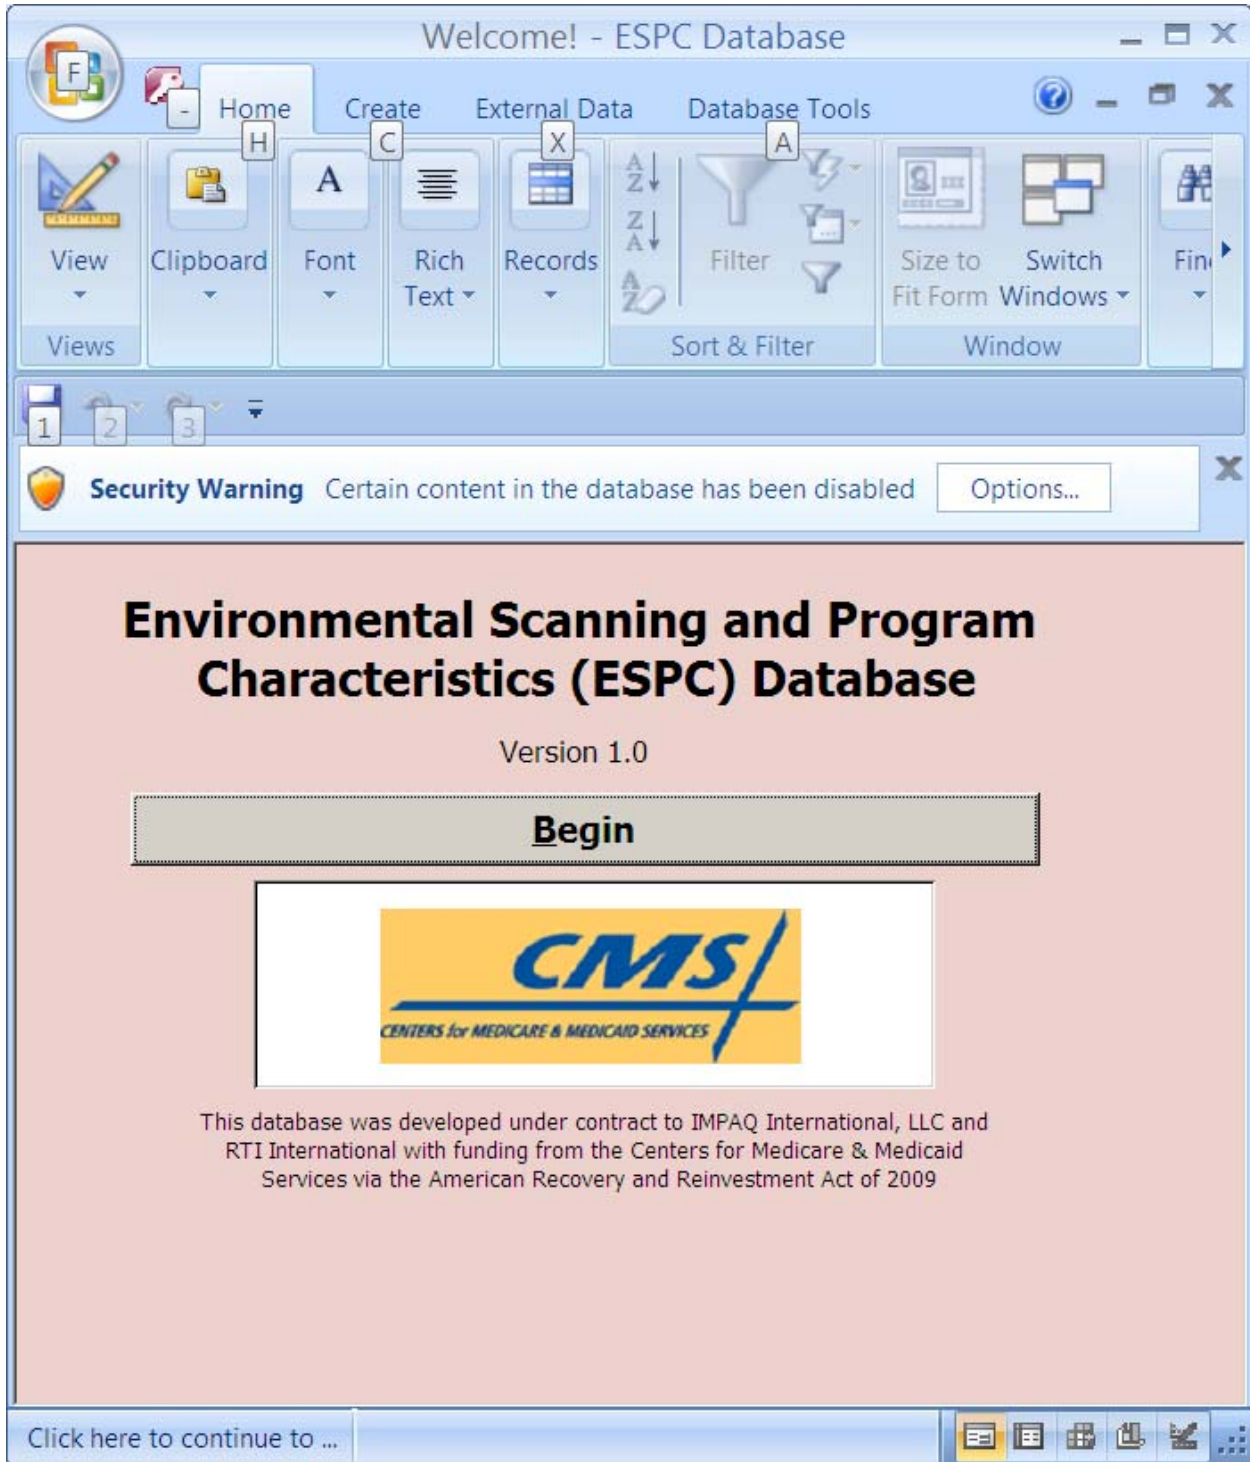 Welcome! - ESPC Database
F
-
Home Create External Data Database Tools
H C X A
View Clipboard Font Rich Text Records Filter Size to Fit Form Switch Windows
Views Sort & Filter Window
1 2 3
Security Warning Certain content in the database has been disabled Options...
Environmental Scanning and Program
Characteristics (ESPC) Database
Version 1.0
Begin
CMS
CENTERS for MEDICARE & MEDICAID SERVICES
This database was developed under contract to IMPAQ International, LLC and
RTI International with funding from the Centers for Medicare & Medicaid
Services via the American Recovery and Reinvestment Act of 2009
Click here to continue to ...